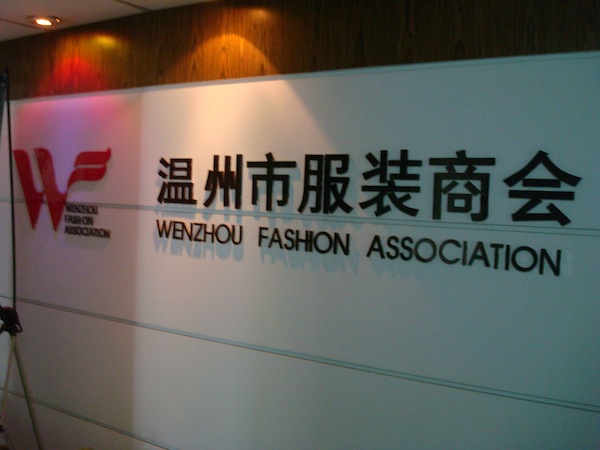 温州市服装商会
WENZHOU FASHION ASSOCIATION
WENZHOU
FASHION
ASSOCIATION